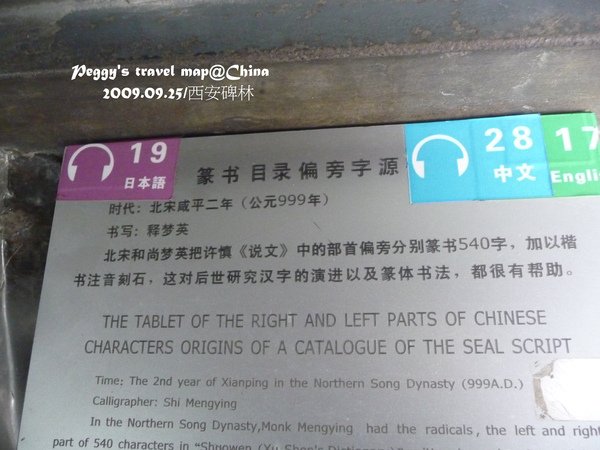 Peggy's travel map@China
2009.09.25/西安碑林
19
日本語
28
中文
17
Englis
篆书目录偏旁字源
时代：北宋咸平二年（公元999年）
书写：释梦英
北宋和尚梦英把许慎《说文》中的部首偏旁分别篆书540字，加以楷
书注音刻石，这对后世研究汉字的演进以及篆体书法，都很有帮助。
THE TABLET OF THE RIGHT AND LEFT PARTS OF CHINESE
CHARACTERS ORIGINS OF A CATALOGUE OF THE SEAL SCRIPT
Time: The 2nd year of Xianping in the Northern Song Dynasty (999A.D.)
Calligrapher: Shi Mengying
In the Northern Song Dynasty,Monk Mengying had the radicals, the left and right
part of 540 characters in "Shuowen (Xu Shen's Dictionary)"